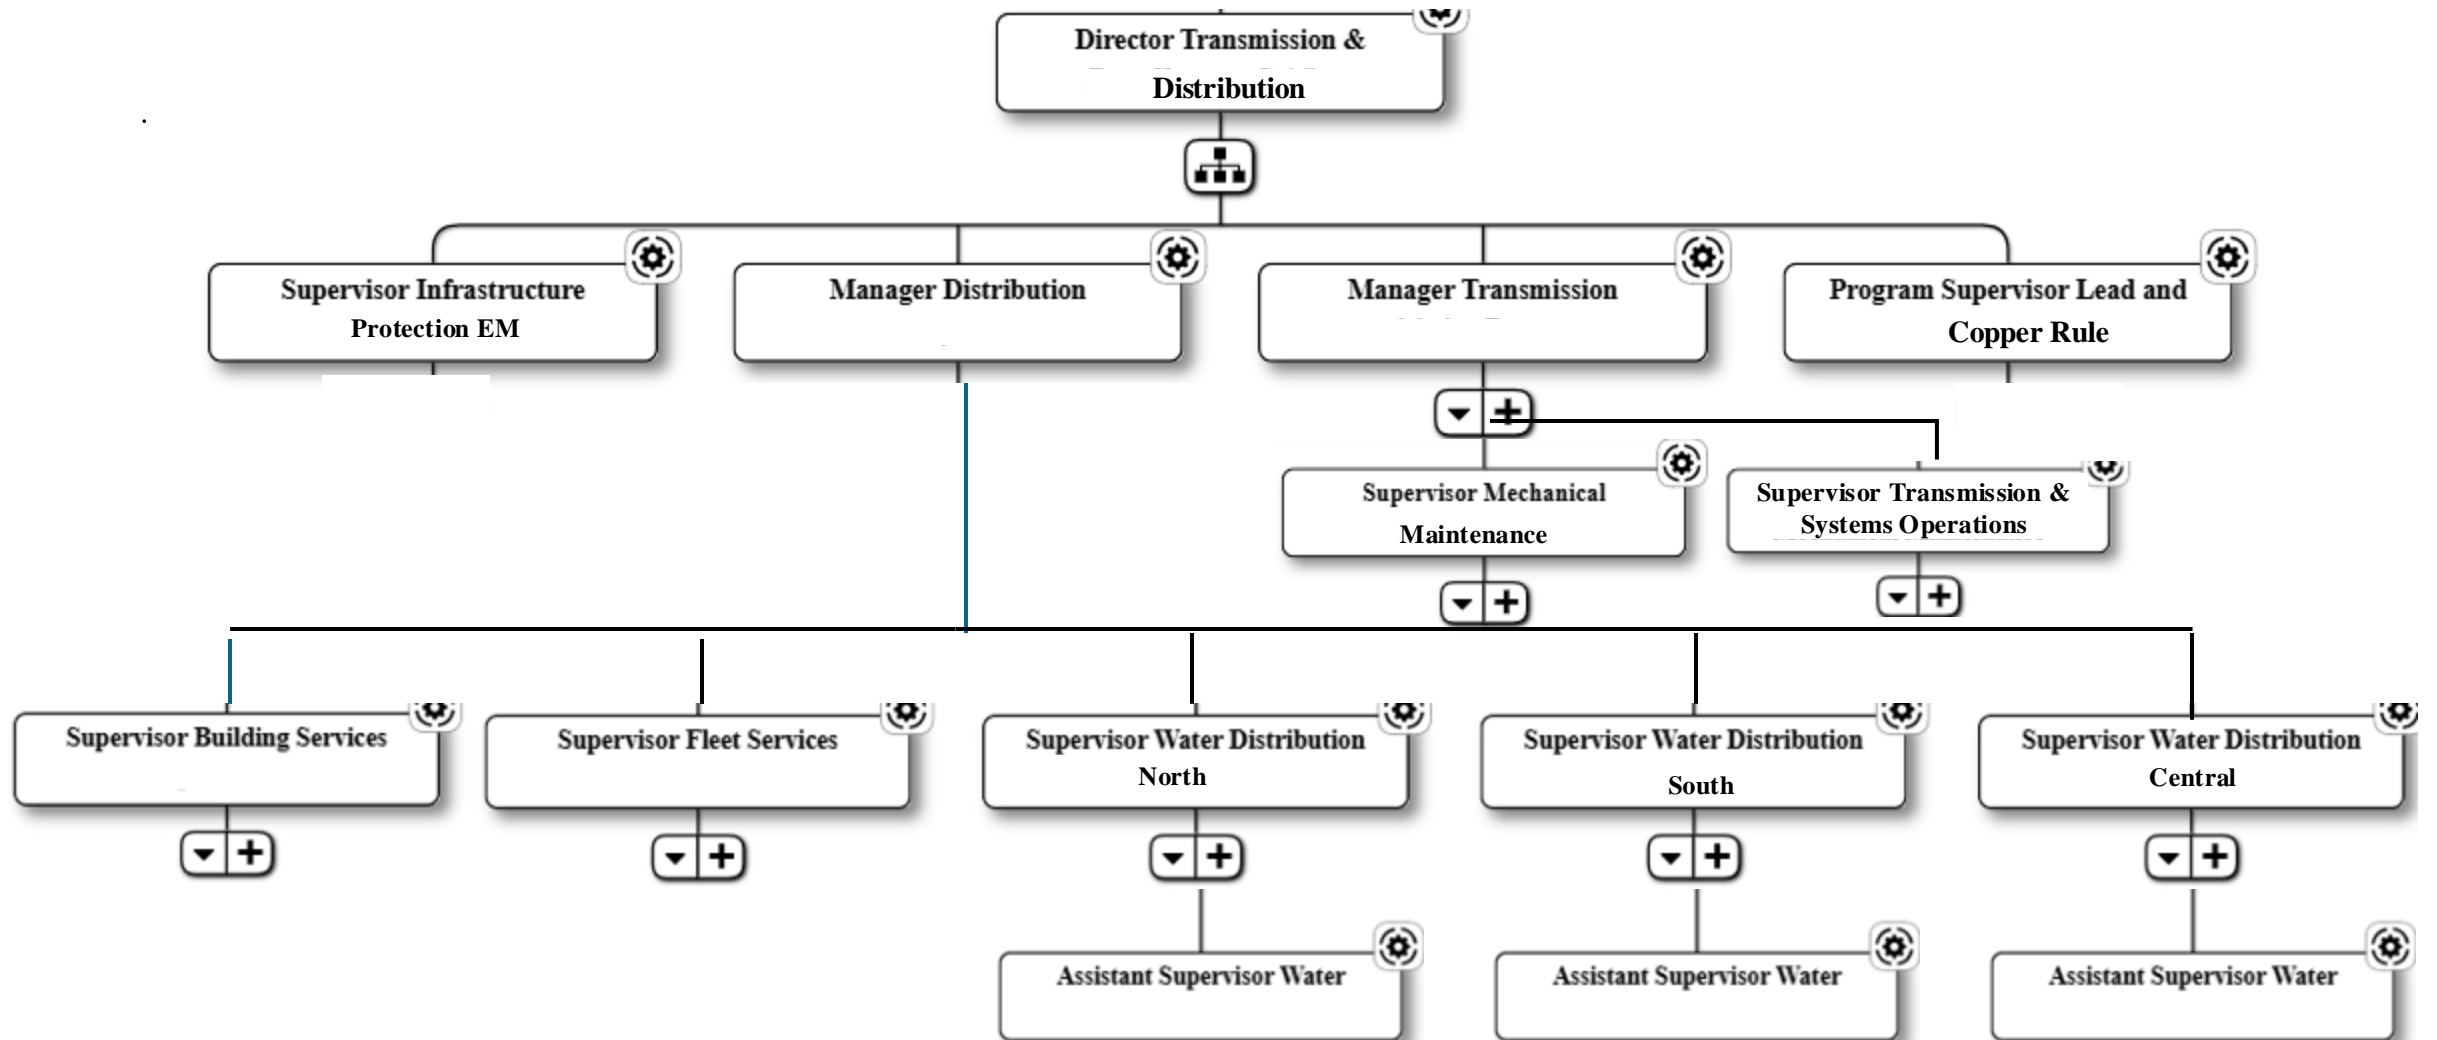 Director Transmission &
Distribution
Supervisor Infrastructure
Protection EM
Manager Distribution
Manager Transmission
Program Supervisor Lead and
Copper Rule
Supervisor Mechanical
Maintenance
Supervisor Transmission &
Systems Operations
Supervisor Building Services
Supervisor Fleet Services
Supervisor Water Distribution
North
Supervisor Water Distribution
South
Supervisor Water Distribution
Central
Assistant Supervisor Water
Assistant Supervisor Water
Assistant Supervisor Water